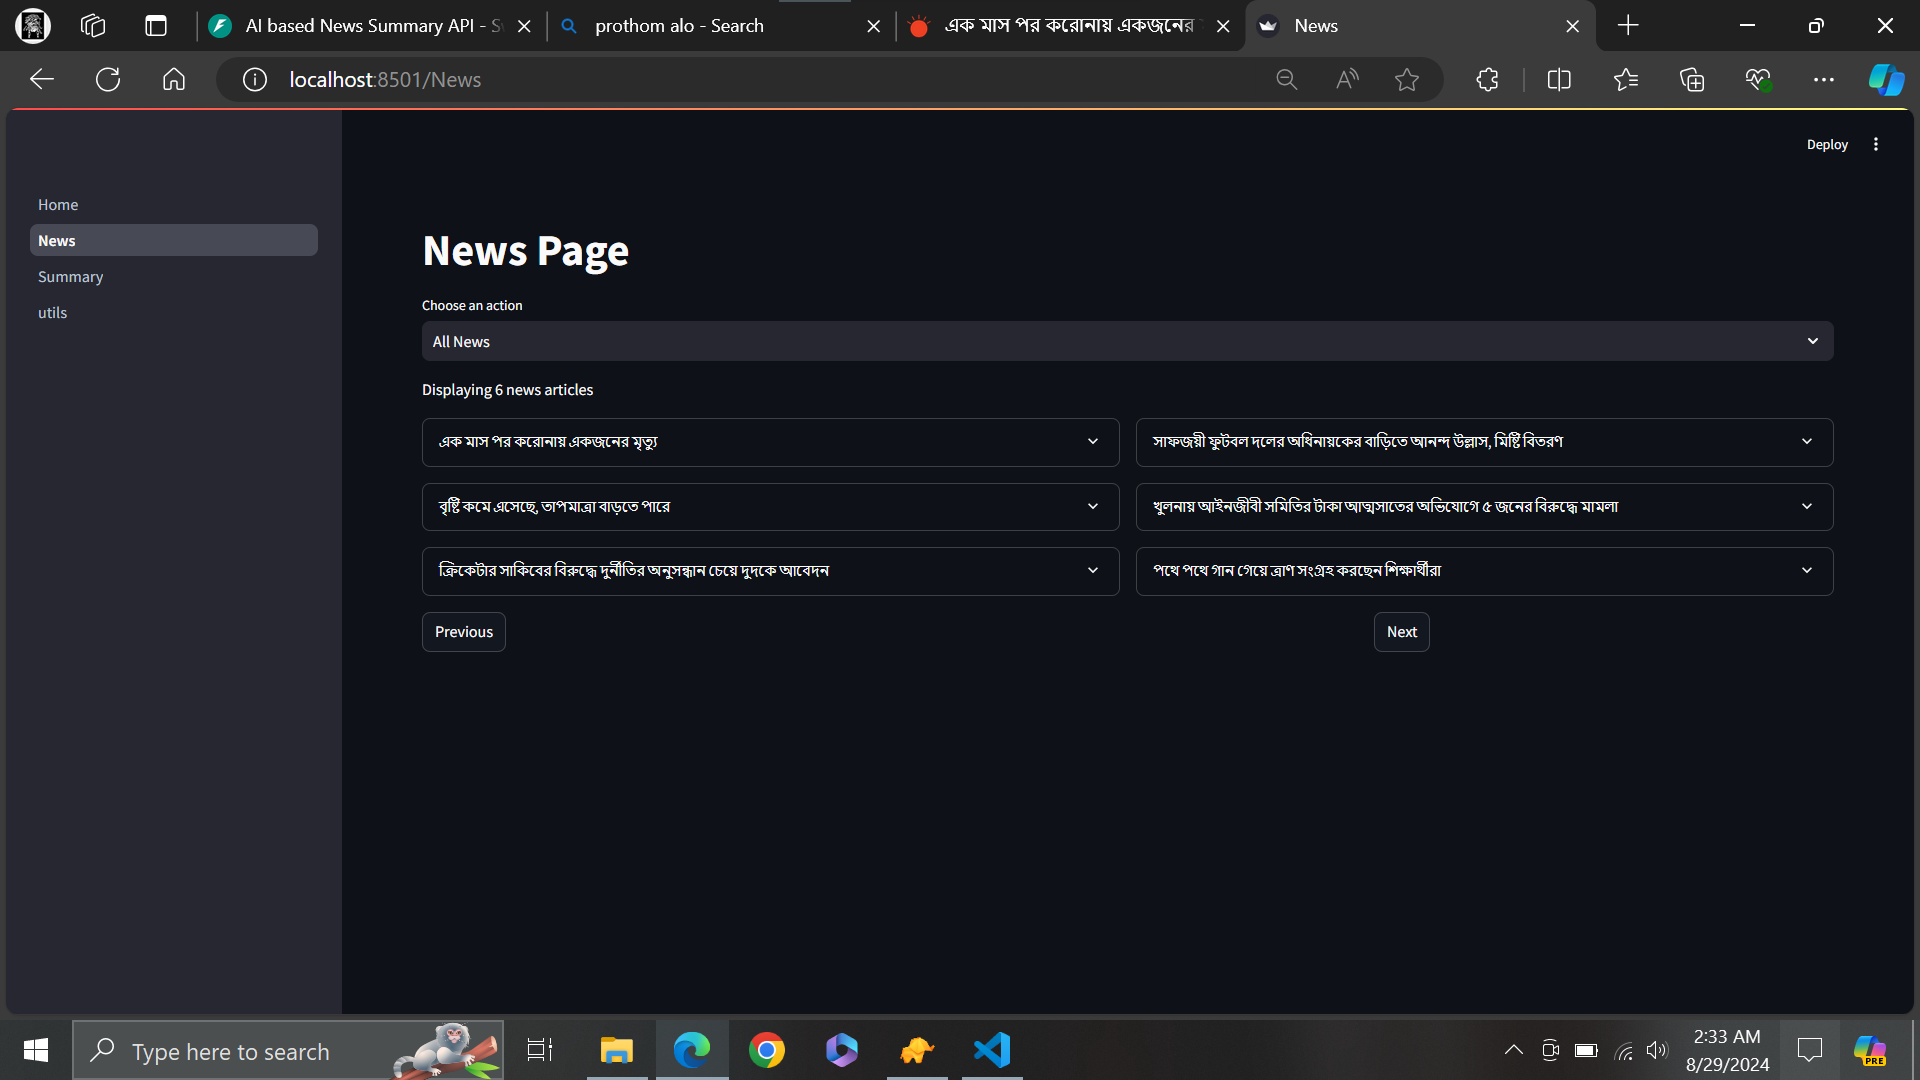 AI based News Summary API - S
prothom alo - Search
এক মাস পর করোনায় একজনের
News
localhost:8501/News
Deploy
Home
News
Summary
utils
News Page
Choose an action
All News
Displaying 6 news articles
এক মাস পর করোনায় একজনের মৃত্যু
সাফজয়ী ফুটবল দলের অধিনায়কের বাড়িতে আনন্দ উল্লাস, মিষ্টি বিতরণ
বৃষ্টি কমে এসেছে, তাপমাত্রা বাড়তে পারে
খুলনায় আইনজীবী সমিতির টাকা আত্মসাতের অভিযোগে ৫ জনের বিরুদ্ধে মামলা
ক্রিকেটার সাকিবের বিরুদ্ধে দুর্নীতির অনুসন্ধান চেয়ে দুদকে আবেদন
পথে পথে গান গেয়ে ত্রাণ সংগ্রহ করছেন শিক্ষার্থীরা
Previous
Next
Type here to search
2:33 AM
8/29/2024
PRE